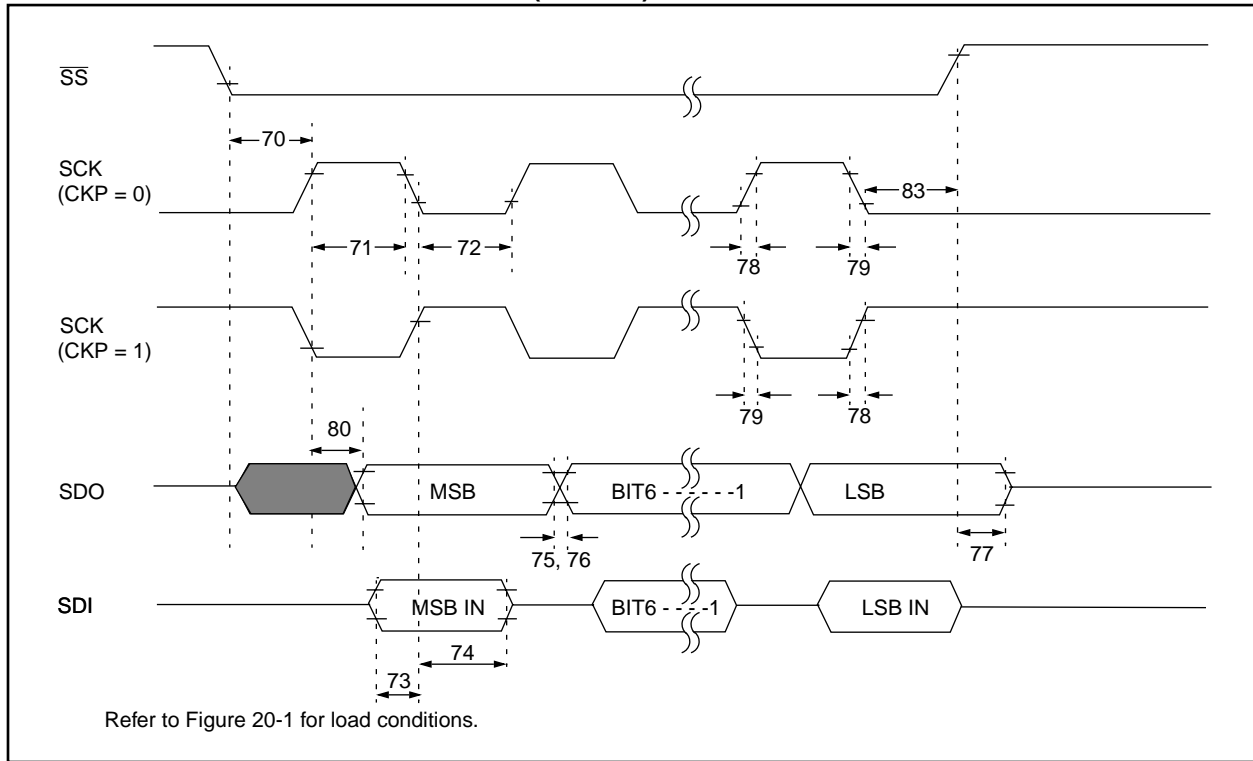 SS
70
SCK
(CKP = 0)
83
71
72
78
79
SCK
(CKP = 1)
79
78
80
SDO
MSB
BIT6 - - - - - -1
LSB
75, 76
77
SDI
MSB IN
BIT6 - - - -1
LSB IN
74
73
Refer to Figure 20-1 for load conditions.